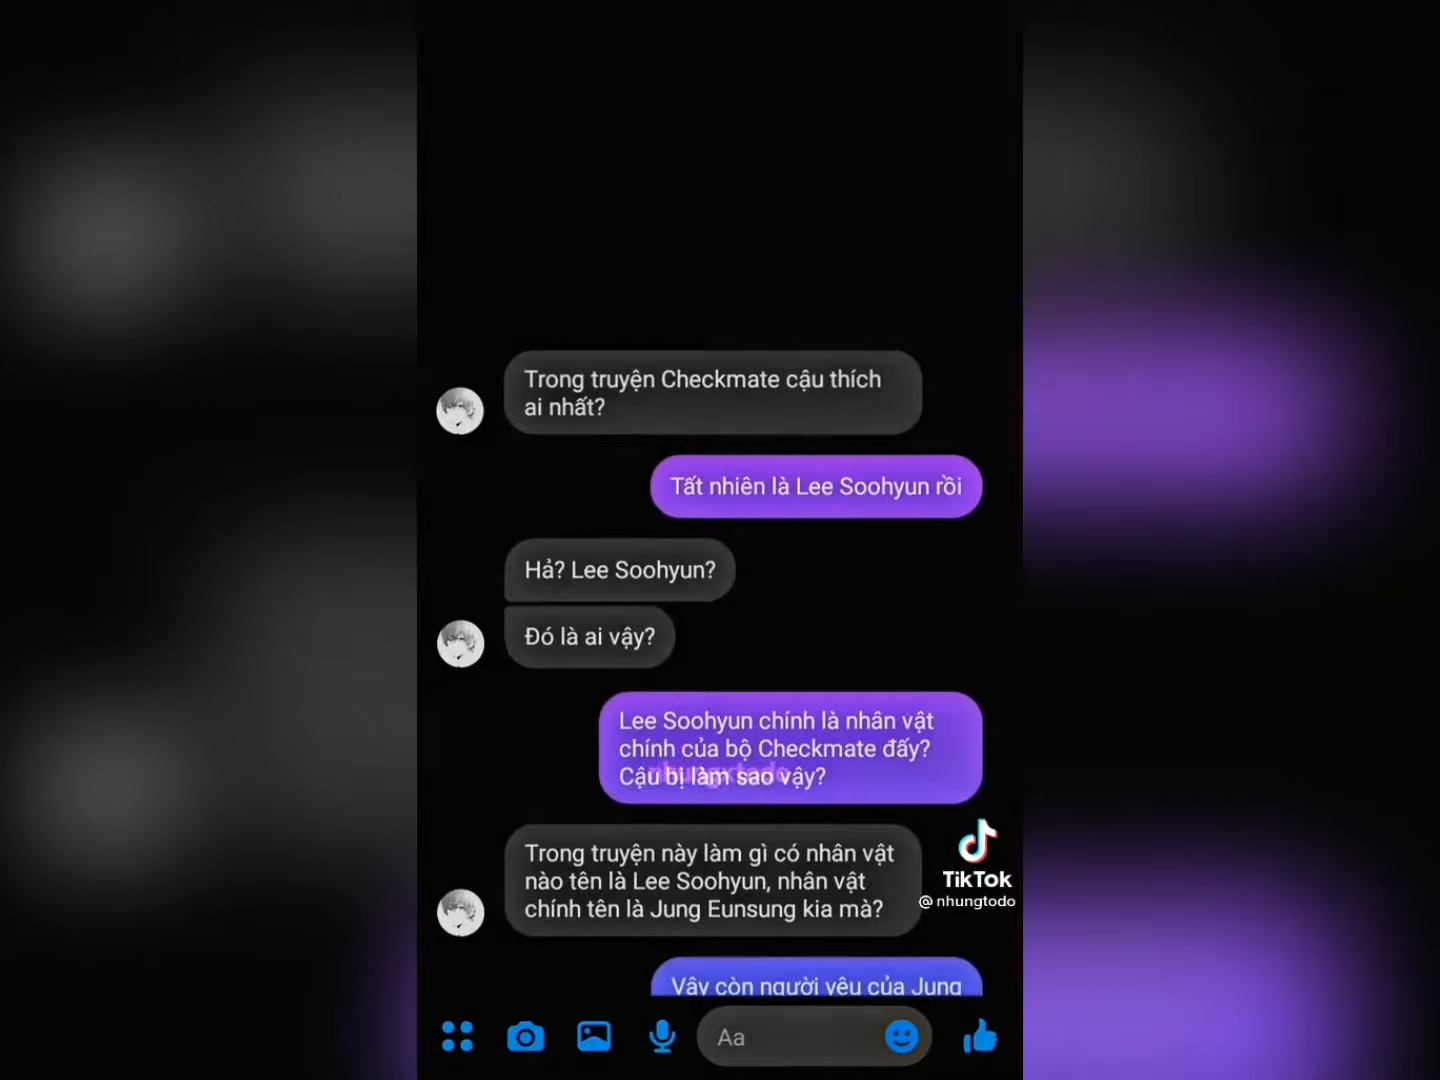 Trong truyện Checkmate cậu thích
ai nhất?
Tất nhiên là Lee Soohyun rồi
Hả? Lee Soohyun?
Đó là ai vậy?
Lee Soohyun chính là nhân vật
chính của bộ Checkmate đấy?
Cậu bị làm sao vậy?
Trong truyện này làm gì có nhân vật
nào tên là Lee Soohyun, nhân vật
chính tên là Jung Eunsung kia mà?
TikTok
@nhungtodo
Vậy còn người yêu của Jung
Aa